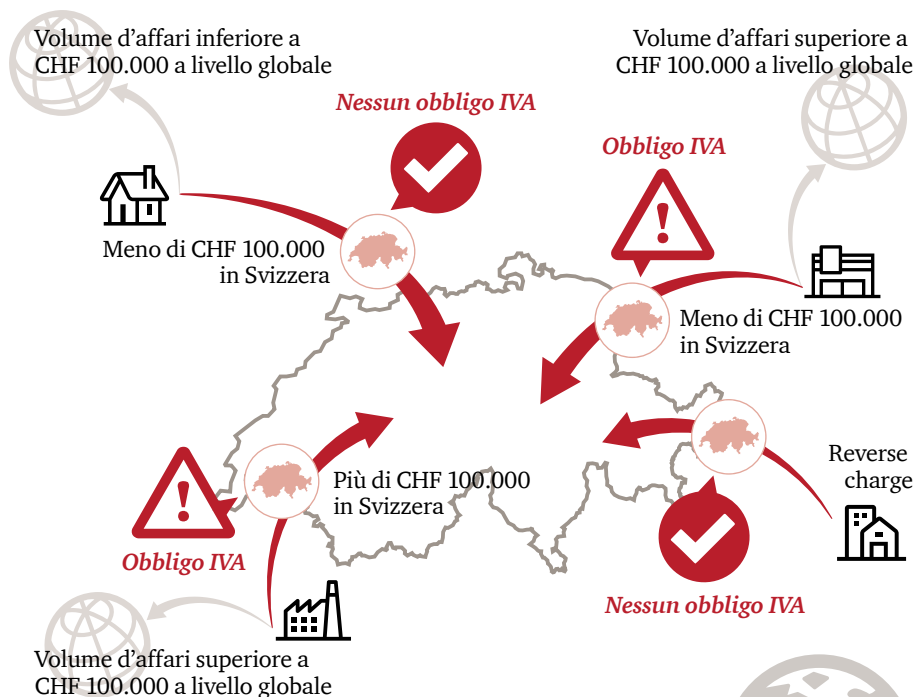 Volume d'affari inferiore a
CHF 100.000 a livello globale
Nessun obbligo IVA
Meno di CHF 100.000
in Svizzera
Volume d'affari superiore a
CHF 100.000 a livello globale
Obbligo IVA
Meno di CHF 100.000
in Svizzera
Più di CHF 100.000
in Svizzera
Obbligo IVA
Volume d'affari superiore a
CHF 100.000 a livello globale
Reverse
charge
Nessun obbligo IVA